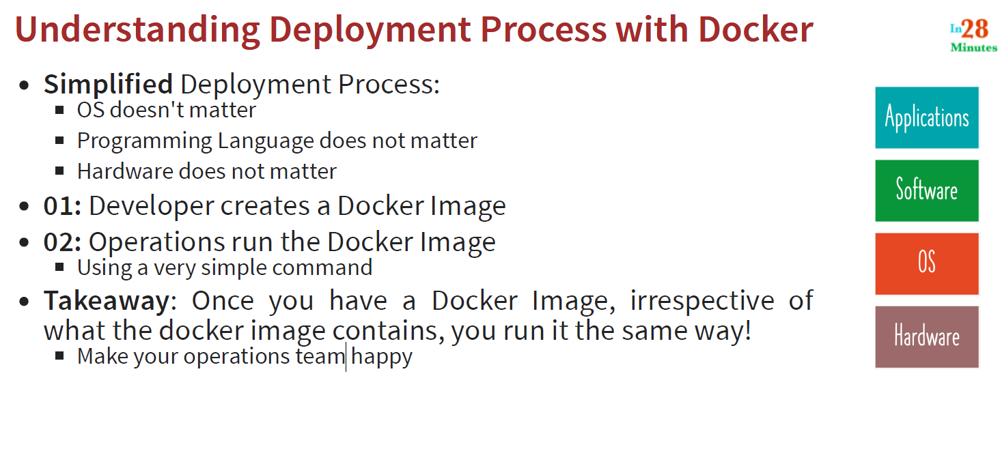 Understanding Deployment Process with Docker
In28
Minutes
Simplified Deployment Process:
OS doesn't matter
Programming Language does not matter
Hardware does not matter
01: Developer creates a Docker Image
02: Operations run the Docker Image
Using a very simple command
Takeaway: Once you have a Docker Image, irrespective of
what the docker image contains, you run it the same way!
Make your operations team happy
Applications
Software
OS
Hardware